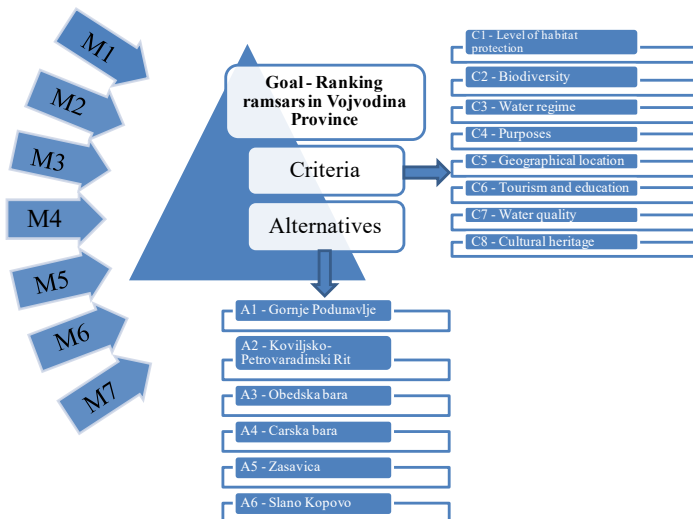 M1
M2
M3
M4
M5
M6
M7
Goal - Ranking
ramsars in Vojvodina
Province
Criteria
Alternatives
C1 - Level of habitat
protection
C2 - Biodiversity
C3 - Water regime
C4 - Purposes
C5 - Geographical location
C6 - Tourism and education
C7 - Water quality
C8 - Cultural heritage
A1 - Gornje Podunavlje
A2 - Koviljsko-
Petrovaradinski Rit
A3 - Obedska bara
A4 - Carska bara
A5 - Zasavica
A6 - Slano Kopovo